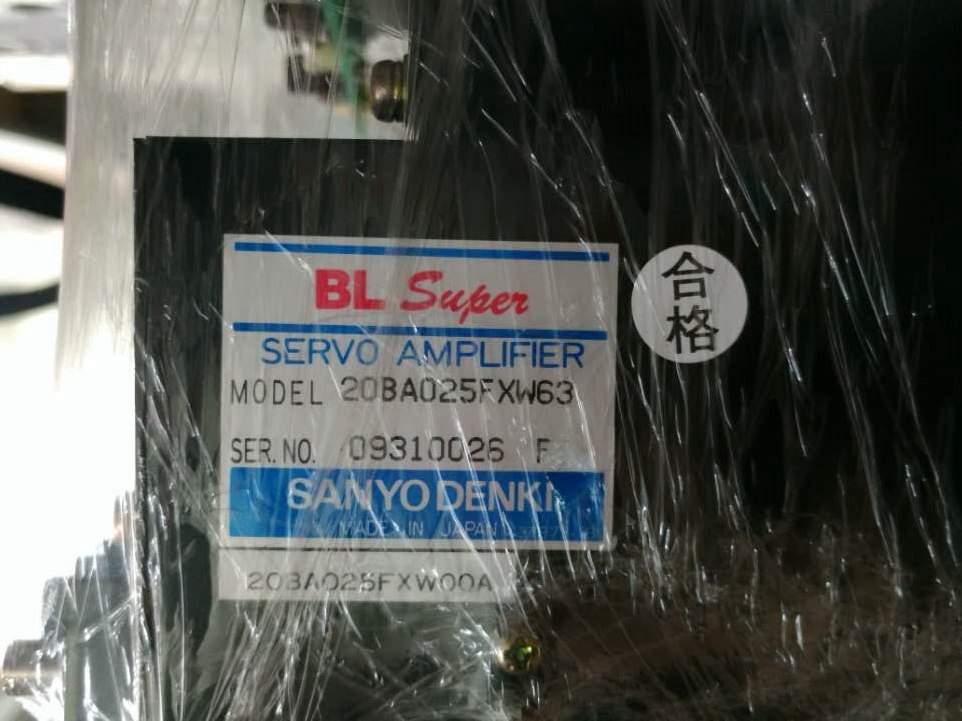 BL Super
SERVO AMPLIFIER
MODEL 20BA025FXW63
SER. NO. 09310026 F
SANYO DENKI
MADE IN JAPAN
20BA025FXW00A
合格